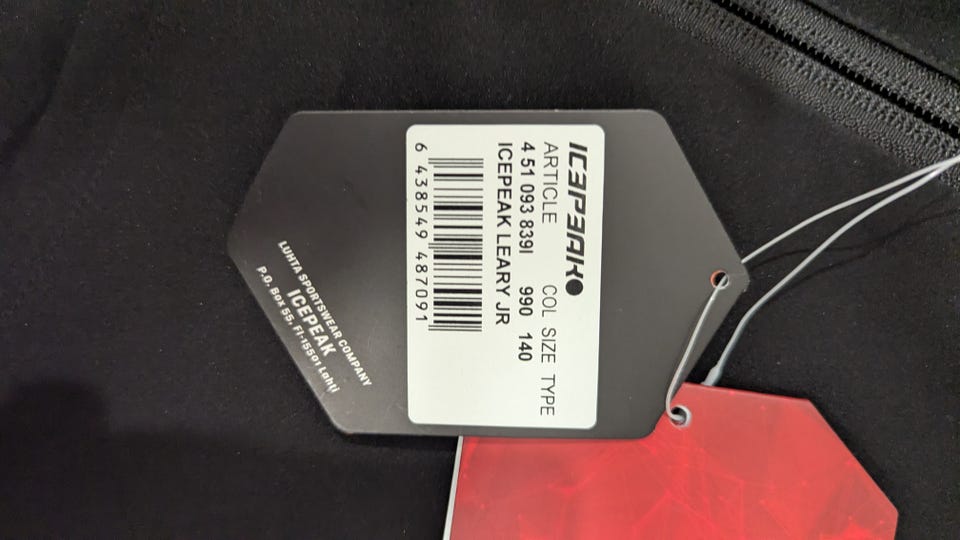 ICEPEAK
ARTICLE COL SIZE TYPE
4 51 093 839I 990 140
ICEPEAK LEARY JR
6 438549 487091
LUHTA SPORTSWEAR COMPANY
ICEPEAK
P.O. Box 55, FI-15501 Lahti